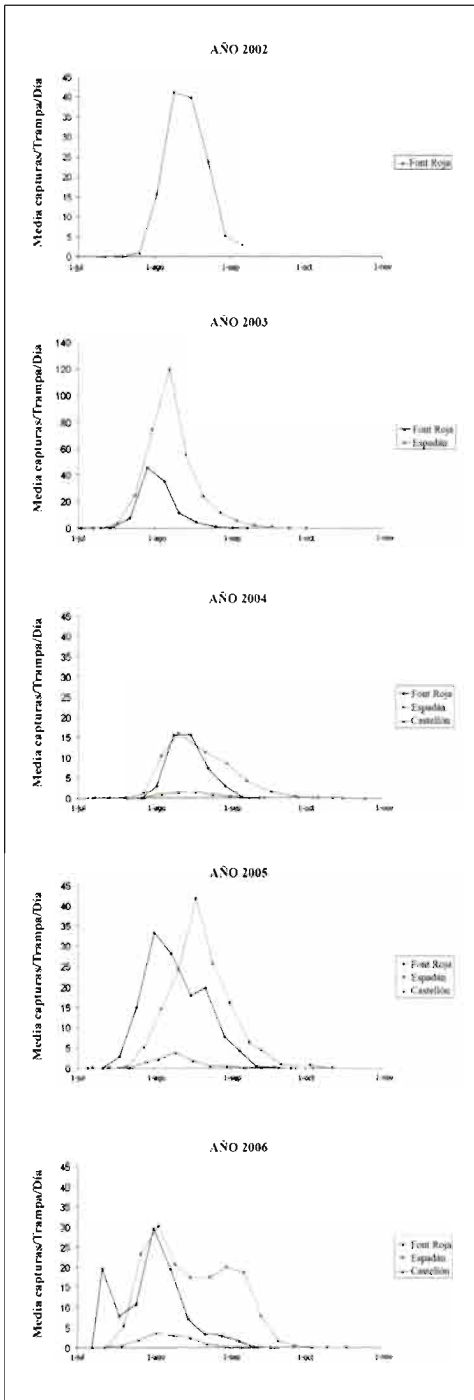 AÑO 2002
Media capturas/Trampa/Día
45
40
35
30
25
20
15
10
5
0
1-jul 1-ago 1-sep 1-oct 1-nov
Font Roja
AÑO 2003
Media capturas/Trampa/Día
140
120
100
80
60
40
20
0
1-jul 1-ago 1-sep 1-oct 1-nov
Font Roja
Espadán
AÑO 2004
Media capturas/Trampa/Día
45
40
35
30
25
20
15
10
5
0
1-jul 1-ago 1-sep 1-oct 1-nov
Font Roja
Espadán
Castellón
AÑO 2005
Media capturas/Trampa/Día
45
40
35
30
25
20
15
10
5
0
1-jul 1-ago 1-sep 1-oct 1-nov
Font Roja
Espadán
Castellón
AÑO 2006
Media capturas/Trampa/Día
45
40
35
30
25
20
15
10
5
0
1-jul 1-ago 1-sep 1-oct 1-nov
Font Roja
Espadán
Castellón